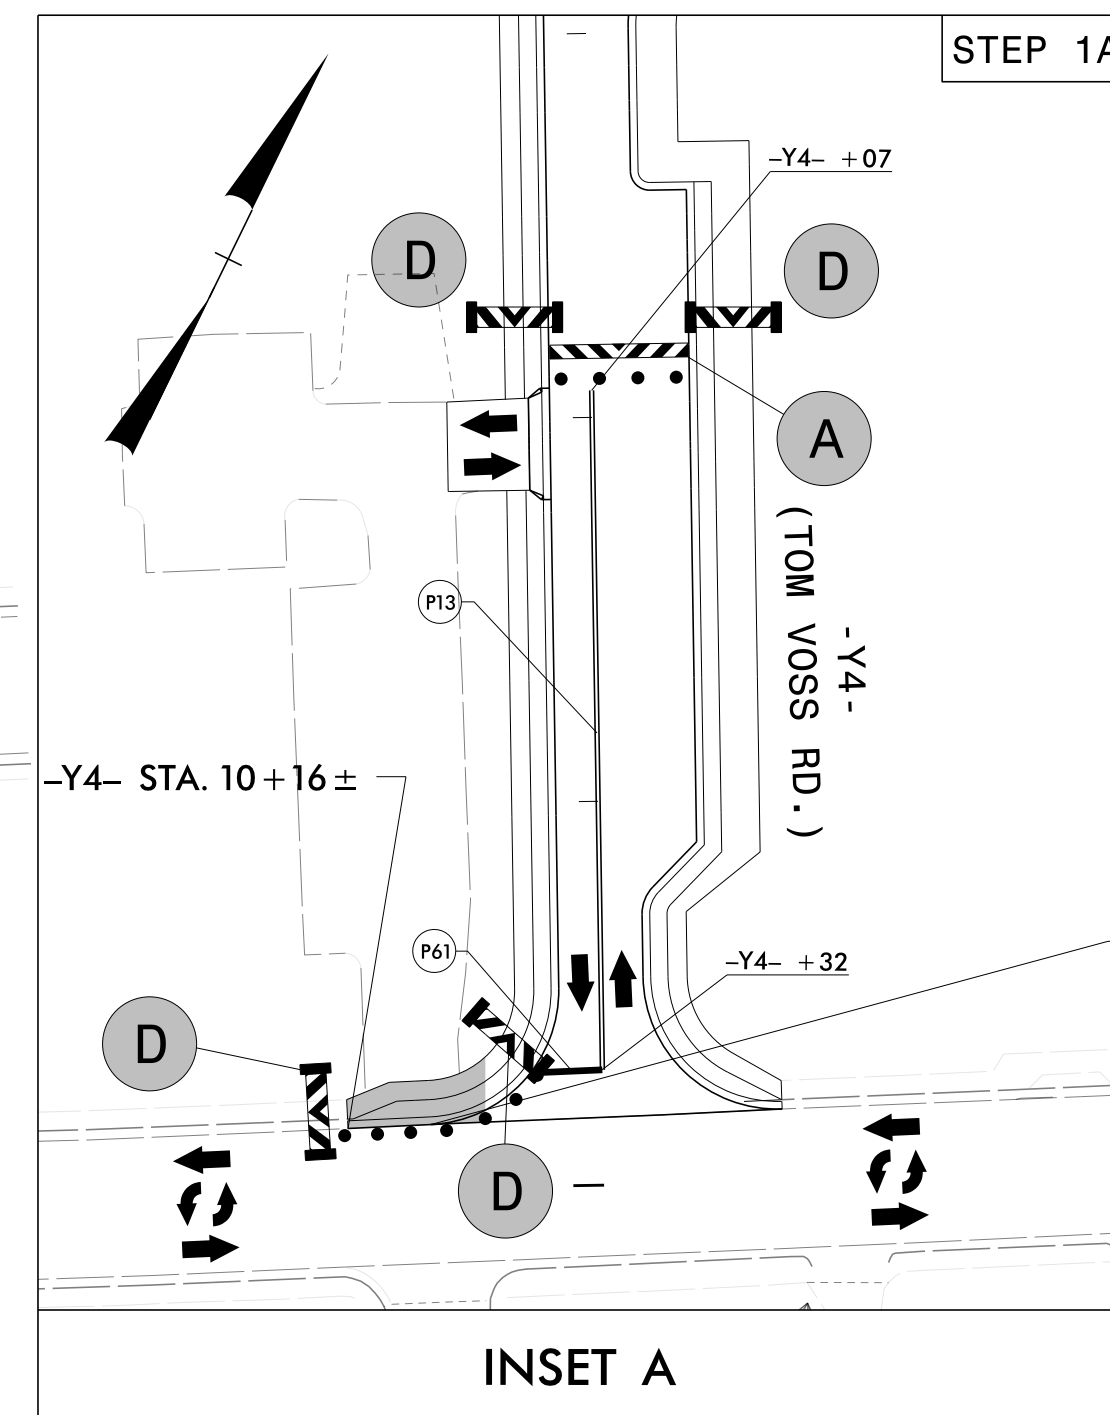 STEP 1A
-Y4- +07
D
D
A
(TOM VOSS RD.)
-Y4-
P13
-Y4- STA. 10+16±
P61
-Y4- +32
D
D
INSET A